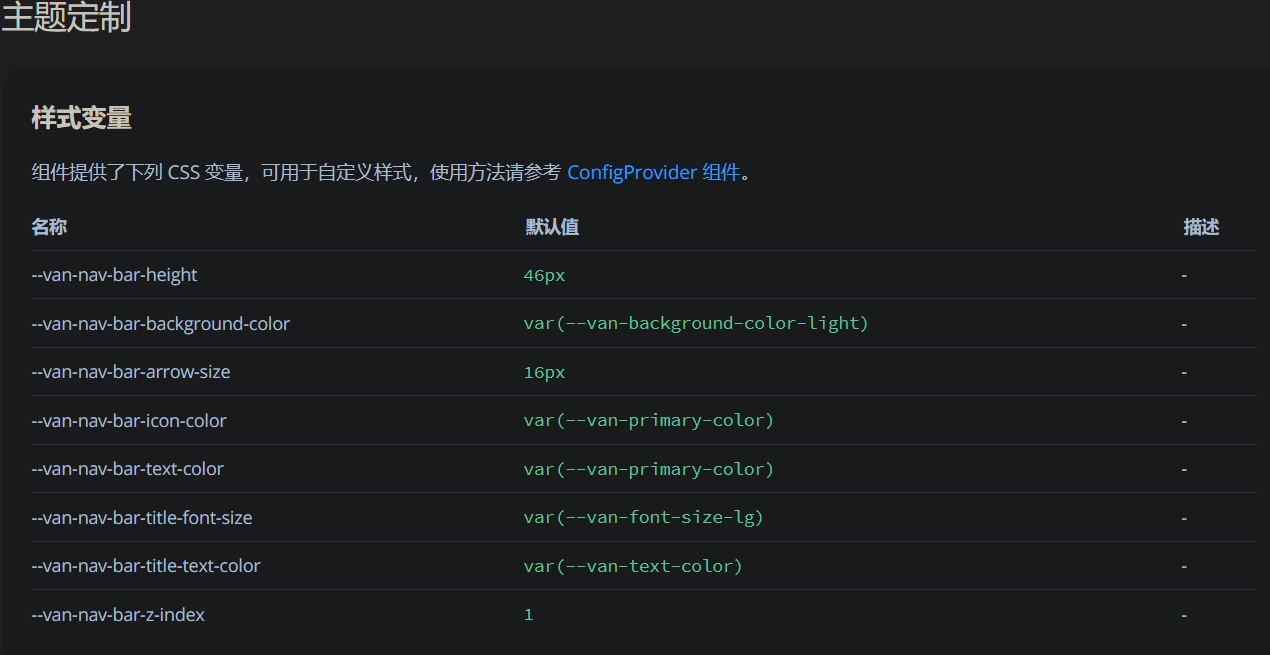 主题定制
样式变量
组件提供了下列 CSS 变量，可用于自定义样式，使用方法请参考 ConfigProvider 组件。
名称 默认值 描述
--van-nav-bar-height 46px -
--van-nav-bar-background-color var(--van-background-color-light) -
--van-nav-bar-arrow-size 16px -
--van-nav-bar-icon-color var(--van-primary-color) -
--van-nav-bar-text-color var(--van-primary-color) -
--van-nav-bar-title-font-size var(--van-font-size-lg) -
--van-nav-bar-title-text-color var(--van-text-color) -
--van-nav-bar-z-index 1 -